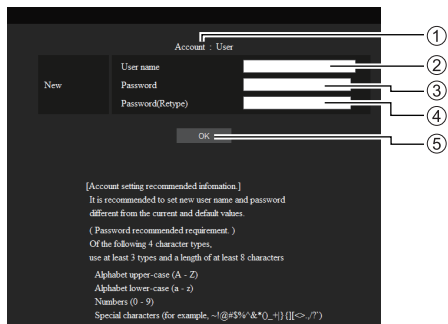 Account : User
①
User name
②
New
Password
③
Password(Retype)
④
OK
⑤
[Account setting recommended infomation.]
It is recommended to set new user name and password
different from the current and default values.
( Password recommended requirement. )
Of the following 4 character types,
use at least 3 types and a length of at least 8 characters
Alphabet upper-case (A - Z)
Alphabet lower-case (a - z)
Numbers (0 - 9)
Special characters (for example, ~!@#$%^&*()_+|}{][<>.,/?')